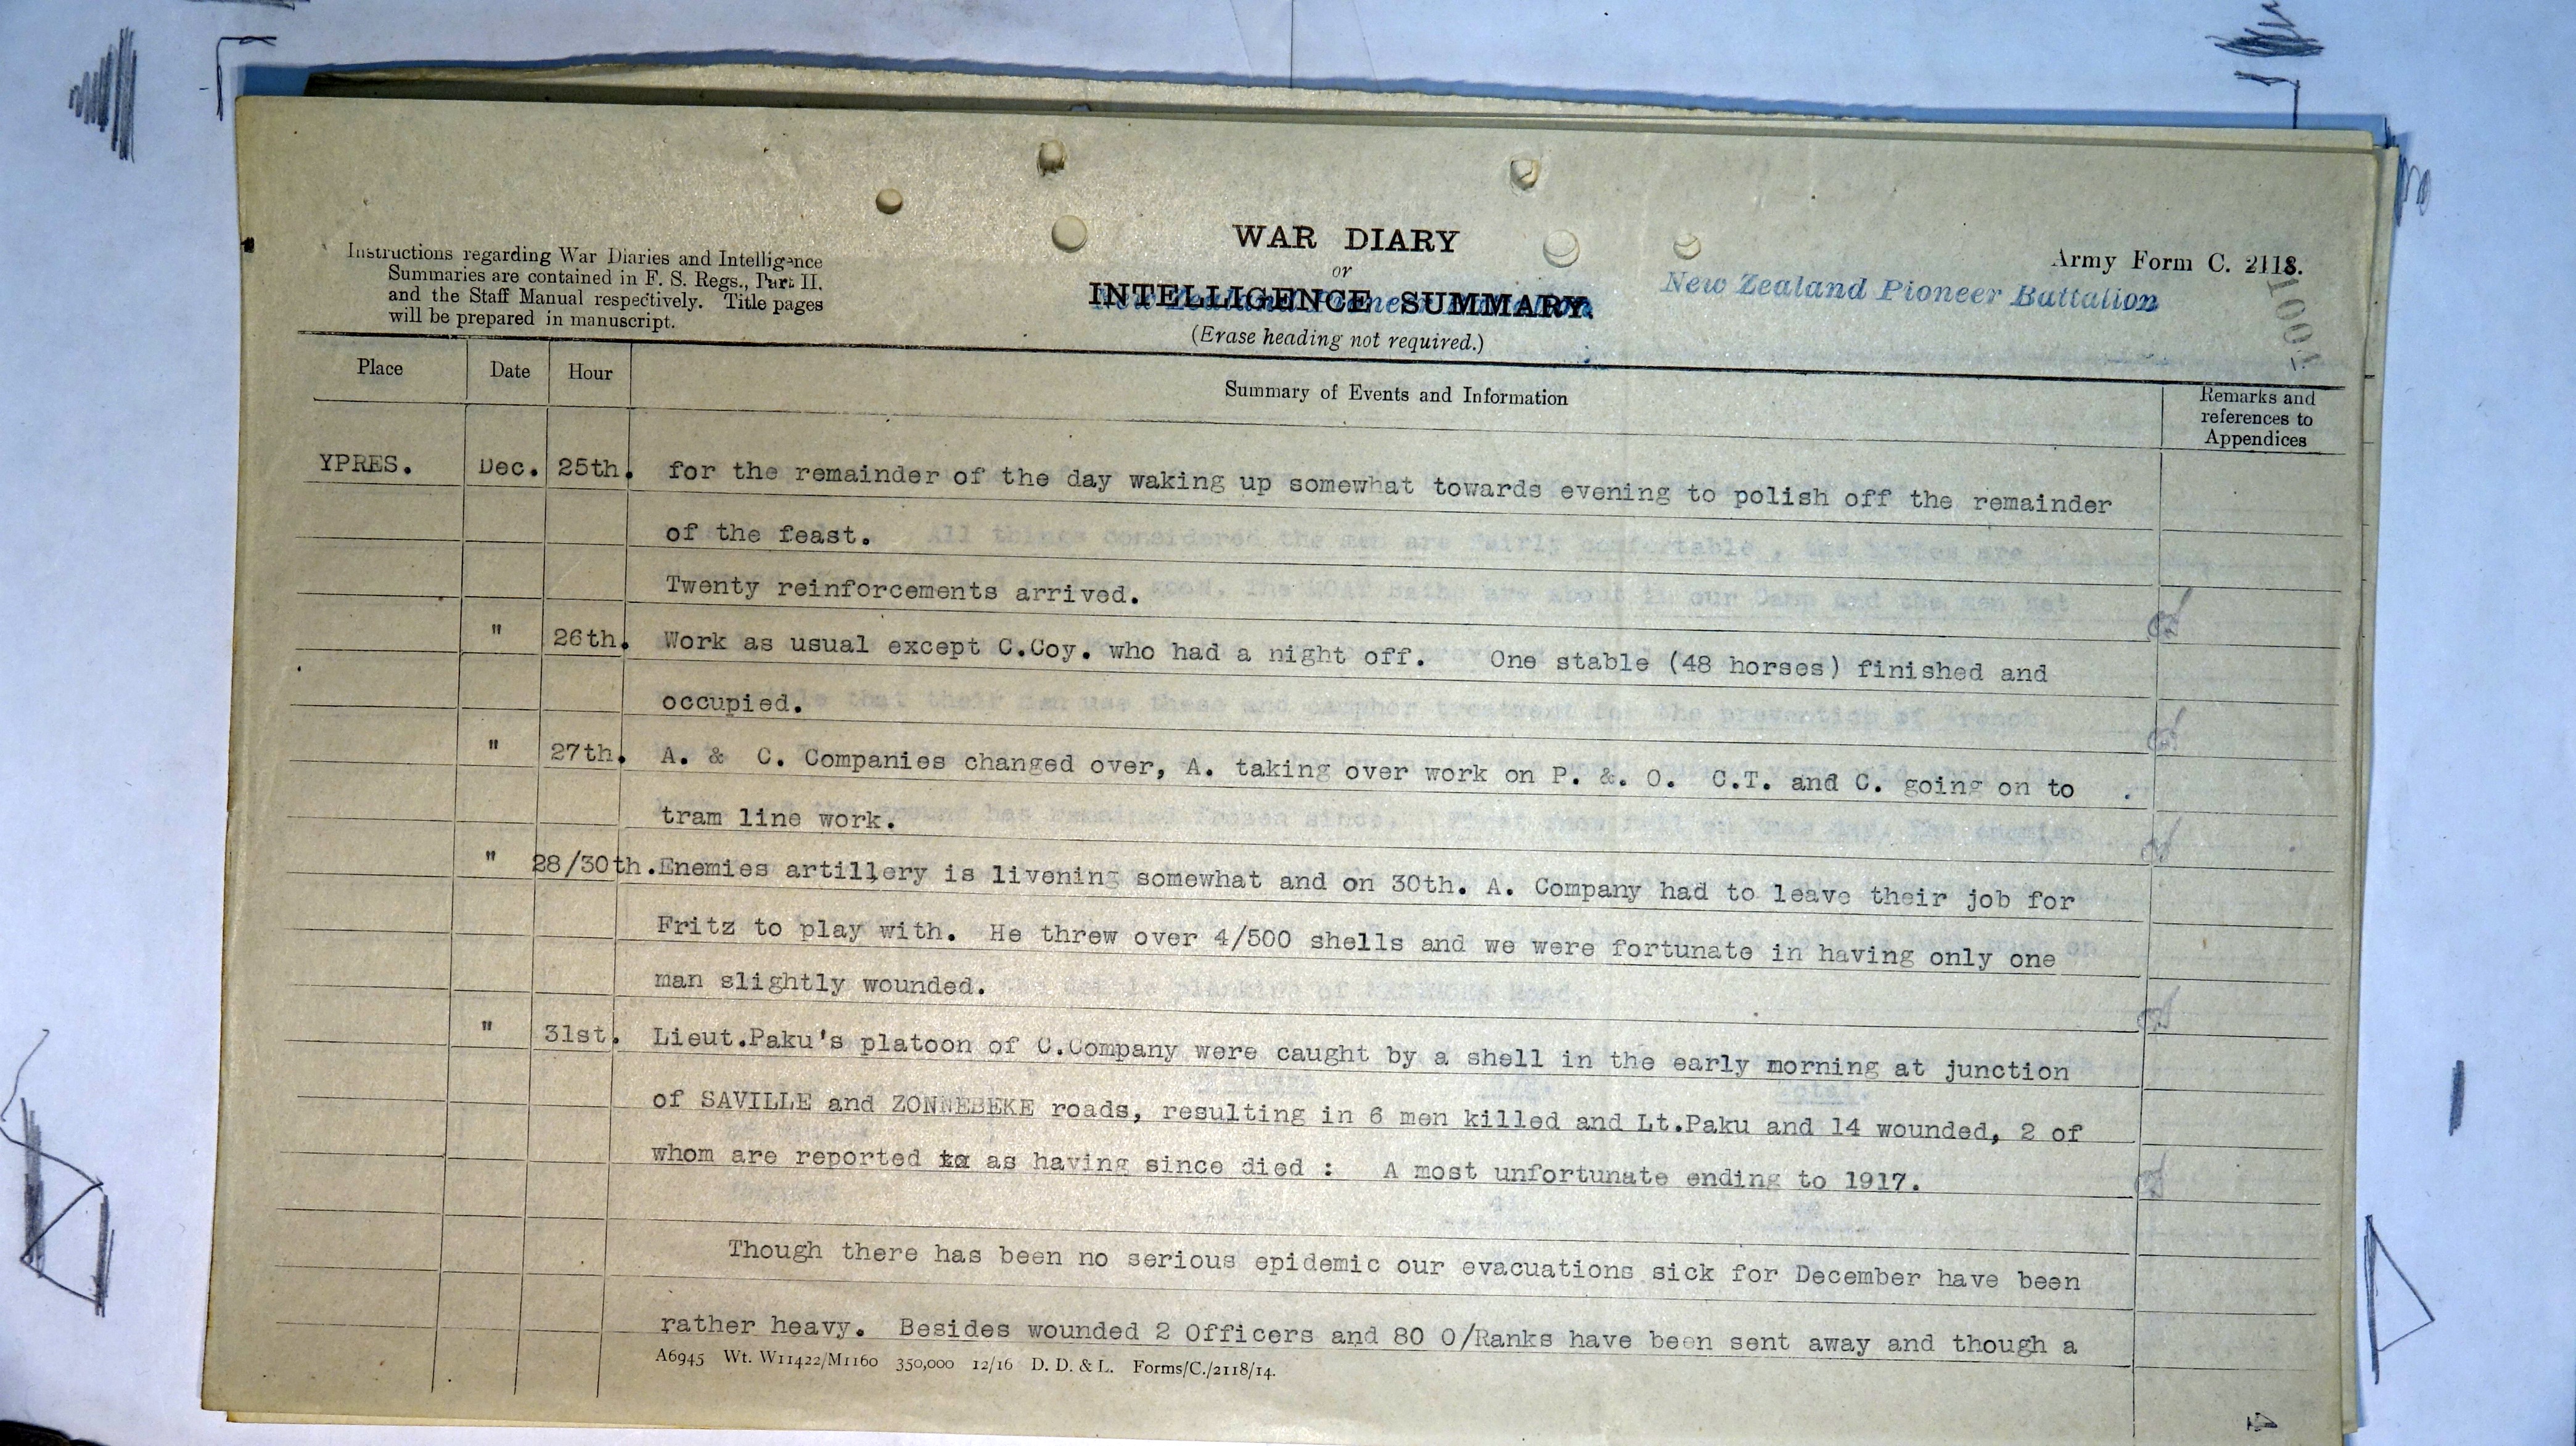 Instructions regarding War Diaries and Intelligence
Summaries are contained in F. S. Regs., Part II.
and the Staff Manual respectively. Title pages
will be prepared in manuscript.
WAR DIARY
or
INTELLIGENCE SUMMARY.
(Erase heading not required.)
Army Form C. 2118.
New Zealand Pioneer Battalion
Place Date Hour Summary of Events and Information Remarks and
references to
Appendices
YPRES. Dec. 25th. for the remainder of the day waking up somewhat towards evening to polish off the remainder
of the feast.
Twenty reinforcements arrived.
" 26th. Work as usual except C.Coy. who had a night off. One stable (48 horses) finished and
occupied.
" 27th. A. & C. Companies changed over, A. taking over work on P. &. O. C.T. and C. going on to
tram line work.
" 28/30th. Enemies artillery is livening somewhat and on 30th. A. Company had to leave their job for
Fritz to play with. He threw over 4/500 shells and we were fortunate in having only one
man slightly wounded.
" 31st. Lieut.Paku's platoon of C.Company were caught by a shell in the early morning at junction
of SAVILLE and ZONNEBEKE roads, resulting in 6 men killed and Lt.Paku and 14 wounded, 2 of
whom are reported as having since died : A most unfortunate ending to 1917.
Though there has been no serious epidemic our evacuations sick for December have been
rather heavy. Besides wounded 2 Officers and 80 O/Ranks have been sent away and though a
A6945 Wt. W11422/M1160 350,000 12/16 D. D. & L. Forms/C./2118/14.